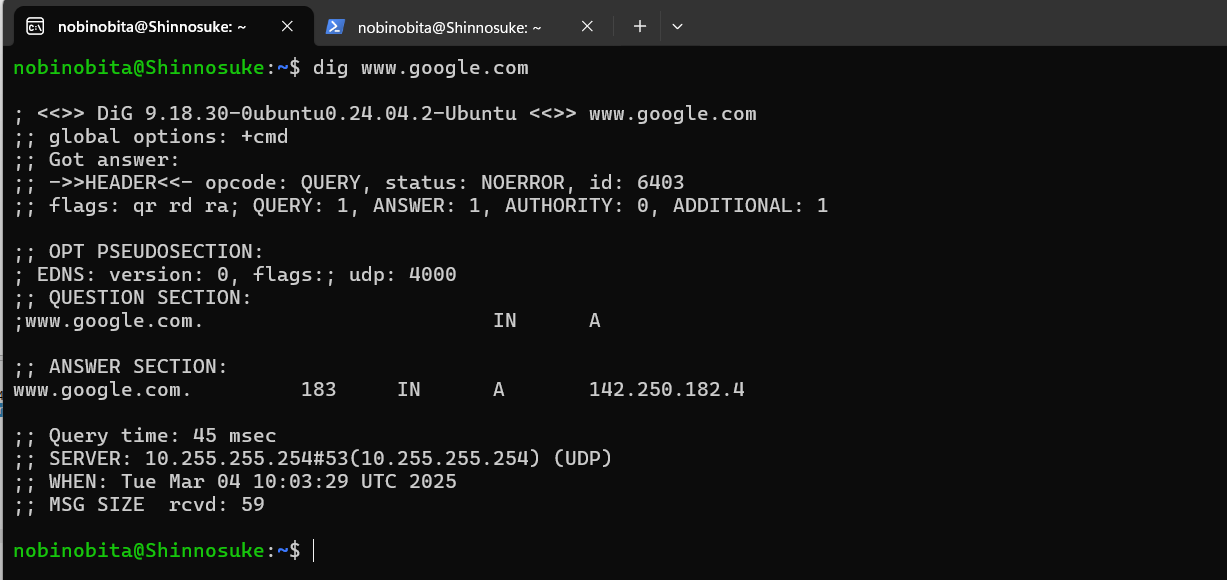 nobinobita@Shinnosuke: ~
nobinobita@Shinnosuke: ~
nobinobita@Shinnosuke:~$ dig www.google.com
; <<>> DiG 9.18.30-0ubuntu0.24.04.2-Ubuntu <<>> www.google.com
;; global options: +cmd
;; Got answer:
;; ->>HEADER<<- opcode: QUERY, status: NOERROR, id: 6403
;; flags: qr rd ra; QUERY: 1, ANSWER: 1, AUTHORITY: 0, ADDITIONAL: 1
;; OPT PSEUDOSECTION:
; EDNS: version: 0, flags:; udp: 4000
;; QUESTION SECTION:
;www.google.com. IN A
;; ANSWER SECTION:
www.google.com. 183 IN A 142.250.182.4
;; Query time: 45 msec
;; SERVER: 10.255.255.254#53(10.255.255.254) (UDP)
;; WHEN: Tue Mar 04 10:03:29 UTC 2025
;; MSG SIZE  rcvd: 59
nobinobita@Shinnosuke:~$